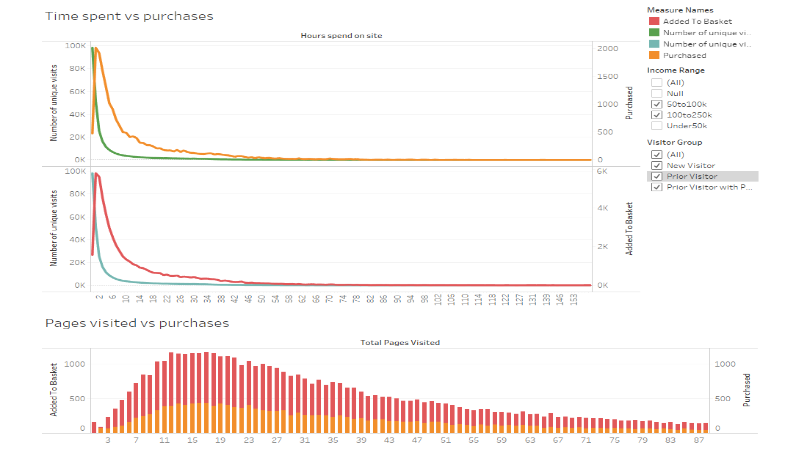 Time spent vs purchases
Hours spend on site
Number of unique visits
100K
80K
60K
40K
20K
0K
2000
1500
1000
500
0
Purchased
Number of unique visits
100K
80K
60K
40K
20K
0K
6K
4K
2K
0K
Added To Basket
2 6 10 14 18 22 26 30 34 38 42 46 50 54 58 62 66 70 74 78 82 86 90 94 98 102 106 110 114 118 122 127 131 139 146 153
Pages visited vs purchases
Total Pages Visited
Added To Basket
1000
500
0
1000
500
0
Purchased
3 7 11 15 19 23 27 31 35 39 43 47 51 55 59 63 67 71 75 79 83 87
Measure Names
Added To Basket
Number of unique vi..
Number of unique vi..
Purchased
Income Range
(All)
Null
50to100k
100to250k
Under50k
Visitor Group
(All)
New Visitor
Prior Visitor
Prior Visitor with P...